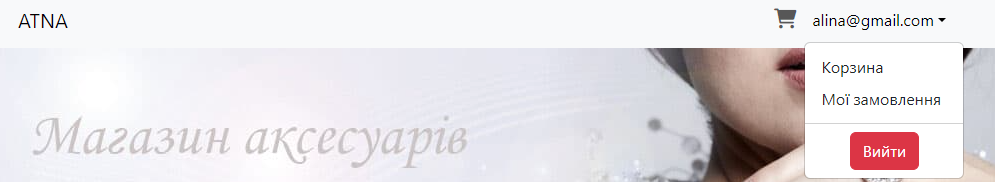 ATNA
alina@gmail.com
Корзина
Мої замовлення
Магазин аксесуарів
Вийти